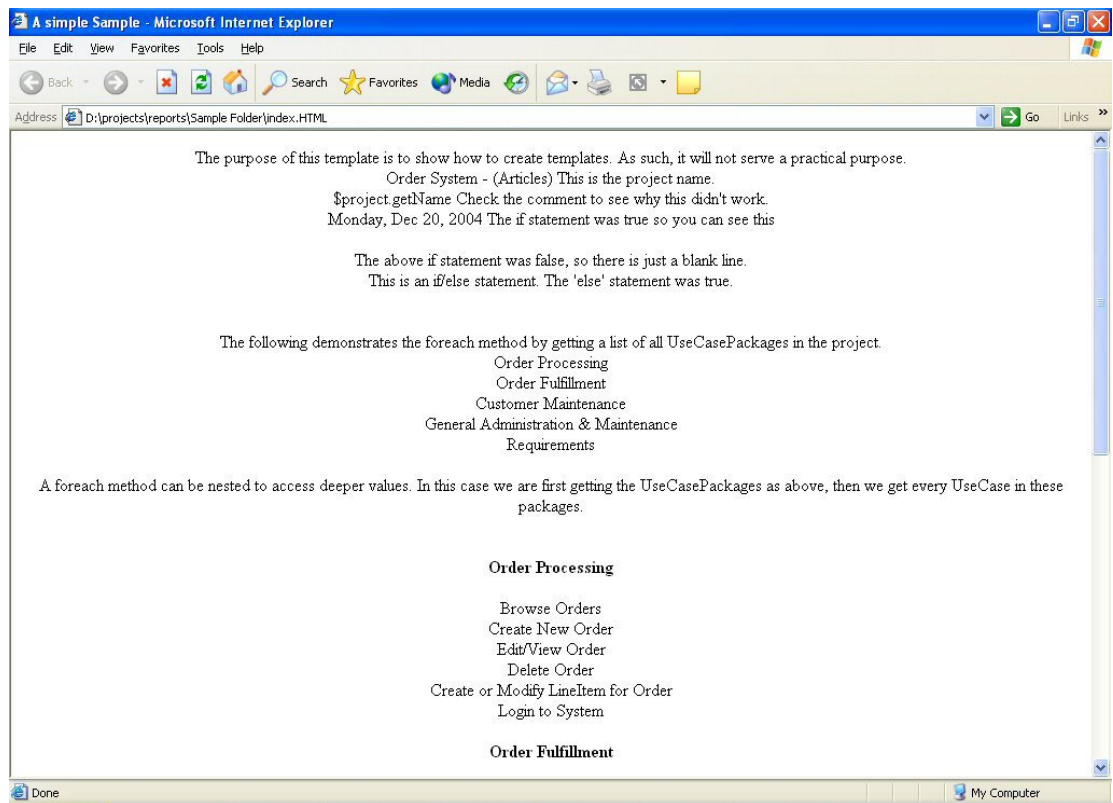 A simple Sample - Microsoft Internet Explorer
File Edit View Favorites Tools Help
Back Search Favorites Media
Address D:\projects\reports\Sample Folder\index.HTML Go Links »
The purpose of this template is to show how to create templates. As such, it will not serve a practical purpose.
Order System - (Articles) This is the project name.
$project.getName Check the comment to see why this didn't work.
Monday, Dec 20, 2004 The if statement was true so you can see this
The above if statement was false, so there is just a blank line.
This is an if/else statement. The 'else' statement was true.
The following demonstrates the foreach method by getting a list of all UseCasePackages in the project.
Order Processing
Order Fulfillment
Customer Maintenance
General Administration & Maintenance
Requirements
A foreach method can be nested to access deeper values. In this case we are first getting the UseCasePackages as above, then we get every UseCase in these
packages.
Order Processing
Browse Orders
Create New Order
Edit/View Order
Delete Order
Create or Modify LineItem for Order
Login to System
Order Fulfillment
Done My Computer